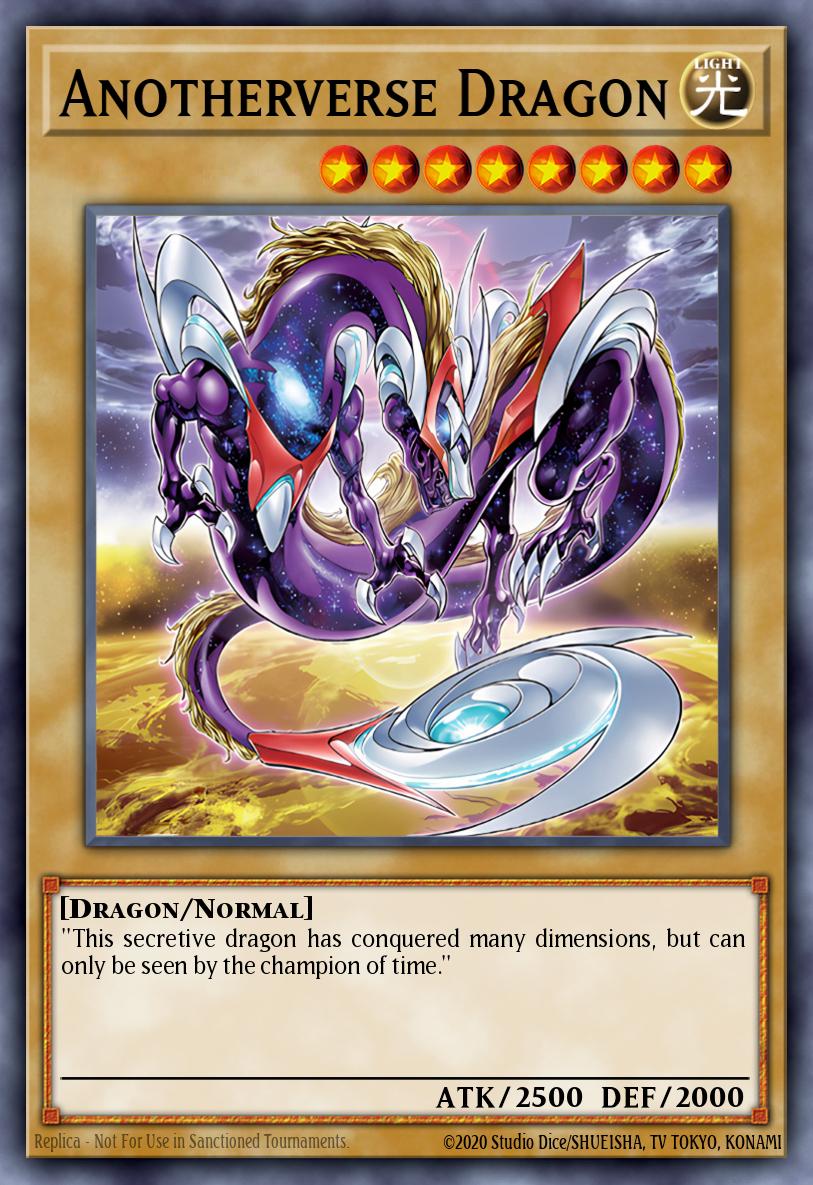 ANOTHERVERSE DRAGON
LIGHT
光
[DRAGON/NORMAL]
"This secretive dragon has conquered many dimensions, but can
only be seen by the champion of time."
ATK/2500 DEF/2000
Replica - Not For Use in Sanctioned Tournaments.
©2020 Studio Dice/SHUEISHA, TV TOKYO, KONAMI